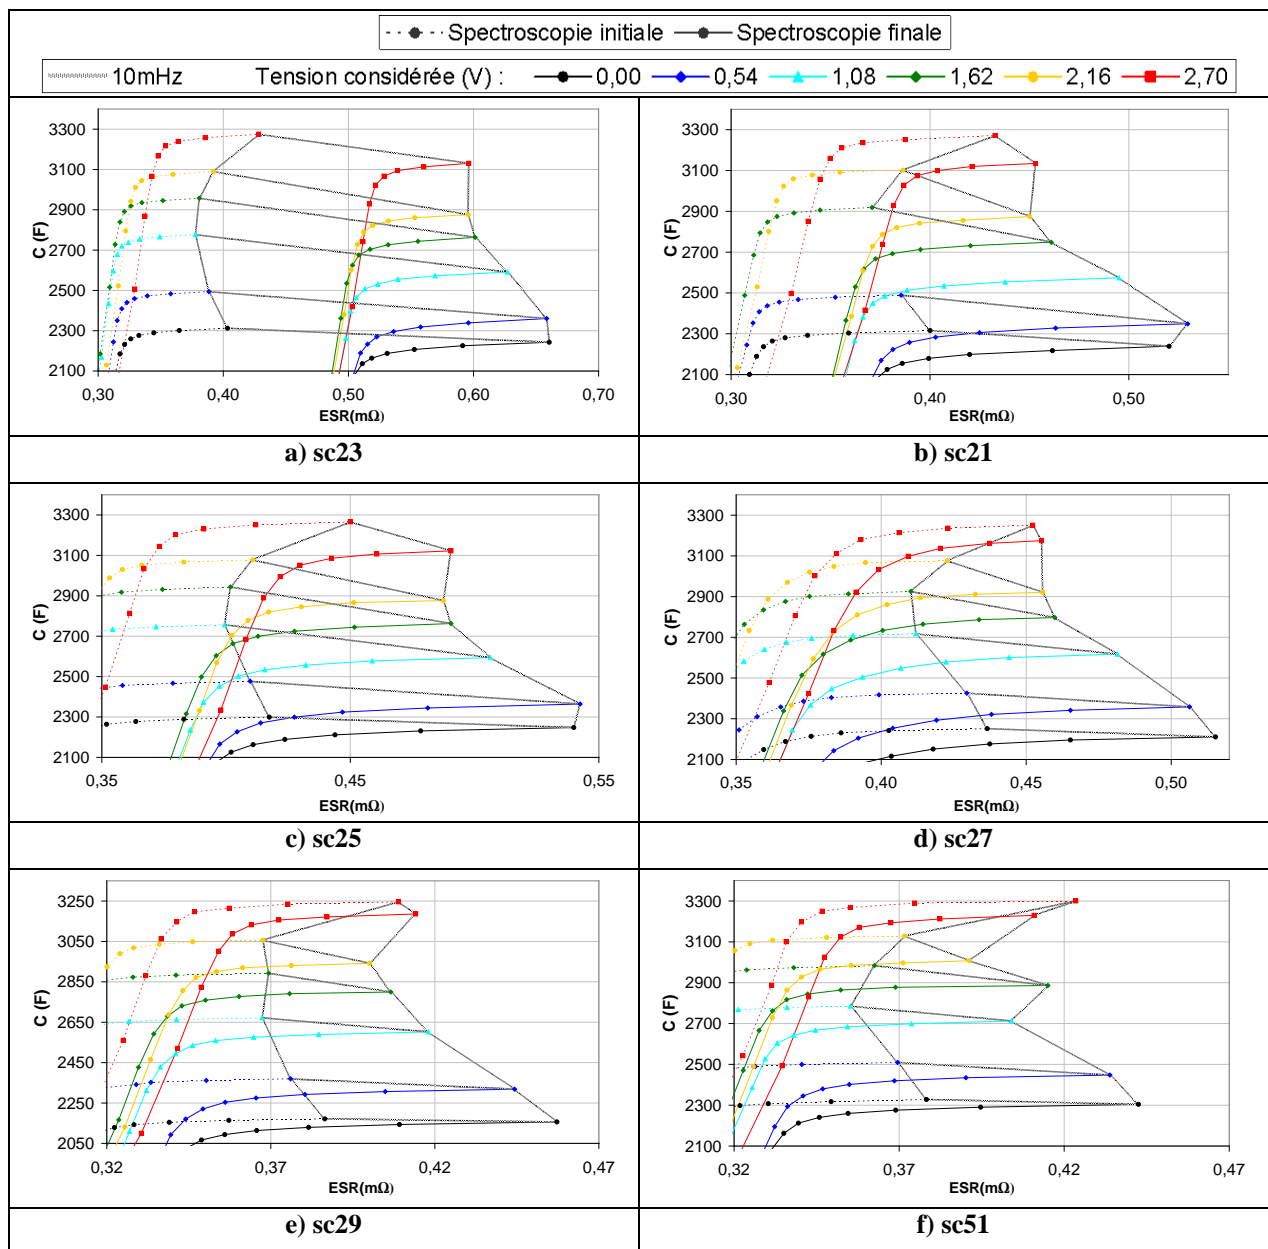 Spectroscopie initiale Spectroscopie finale
10mHz Tension considérée (V) : 0,00 0,54 1,08 1,62 2,16 2,70
C (F)
3300
3100
2900
2700
2500
2300
2100
0,30 0,40 0,50 0,60 0,70
ESR(mΩ)
a) sc23
C (F)
3300
3100
2900
2700
2500
2300
2100
0,30 0,40 0,50
ESR(mΩ)
b) sc21
C (F)
3300
3100
2900
2700
2500
2300
2100
0,35 0,45 0,55
ESR(mΩ)
c) sc25
C (F)
3300
3100
2900
2700
2500
2300
2100
0,35 0,40 0,45 0,50
ESR(mΩ)
d) sc27
C (F)
3250
3050
2850
2650
2450
2250
2050
0,32 0,37 0,42 0,47
ESR(mΩ)
e) sc29
C (F)
3300
3100
2900
2700
2500
2300
2100
0,32 0,37 0,42 0,47
ESR(mΩ)
f) sc51